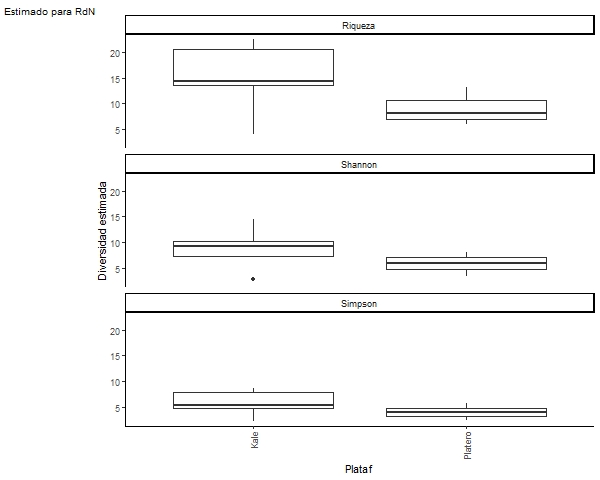 Estimado para RdN
Riqueza
20
15
10
5
Shannon
20
15
10
5
Simpson
20
15
10
5
Diversidad estimada
Kale
Platero
Plataf